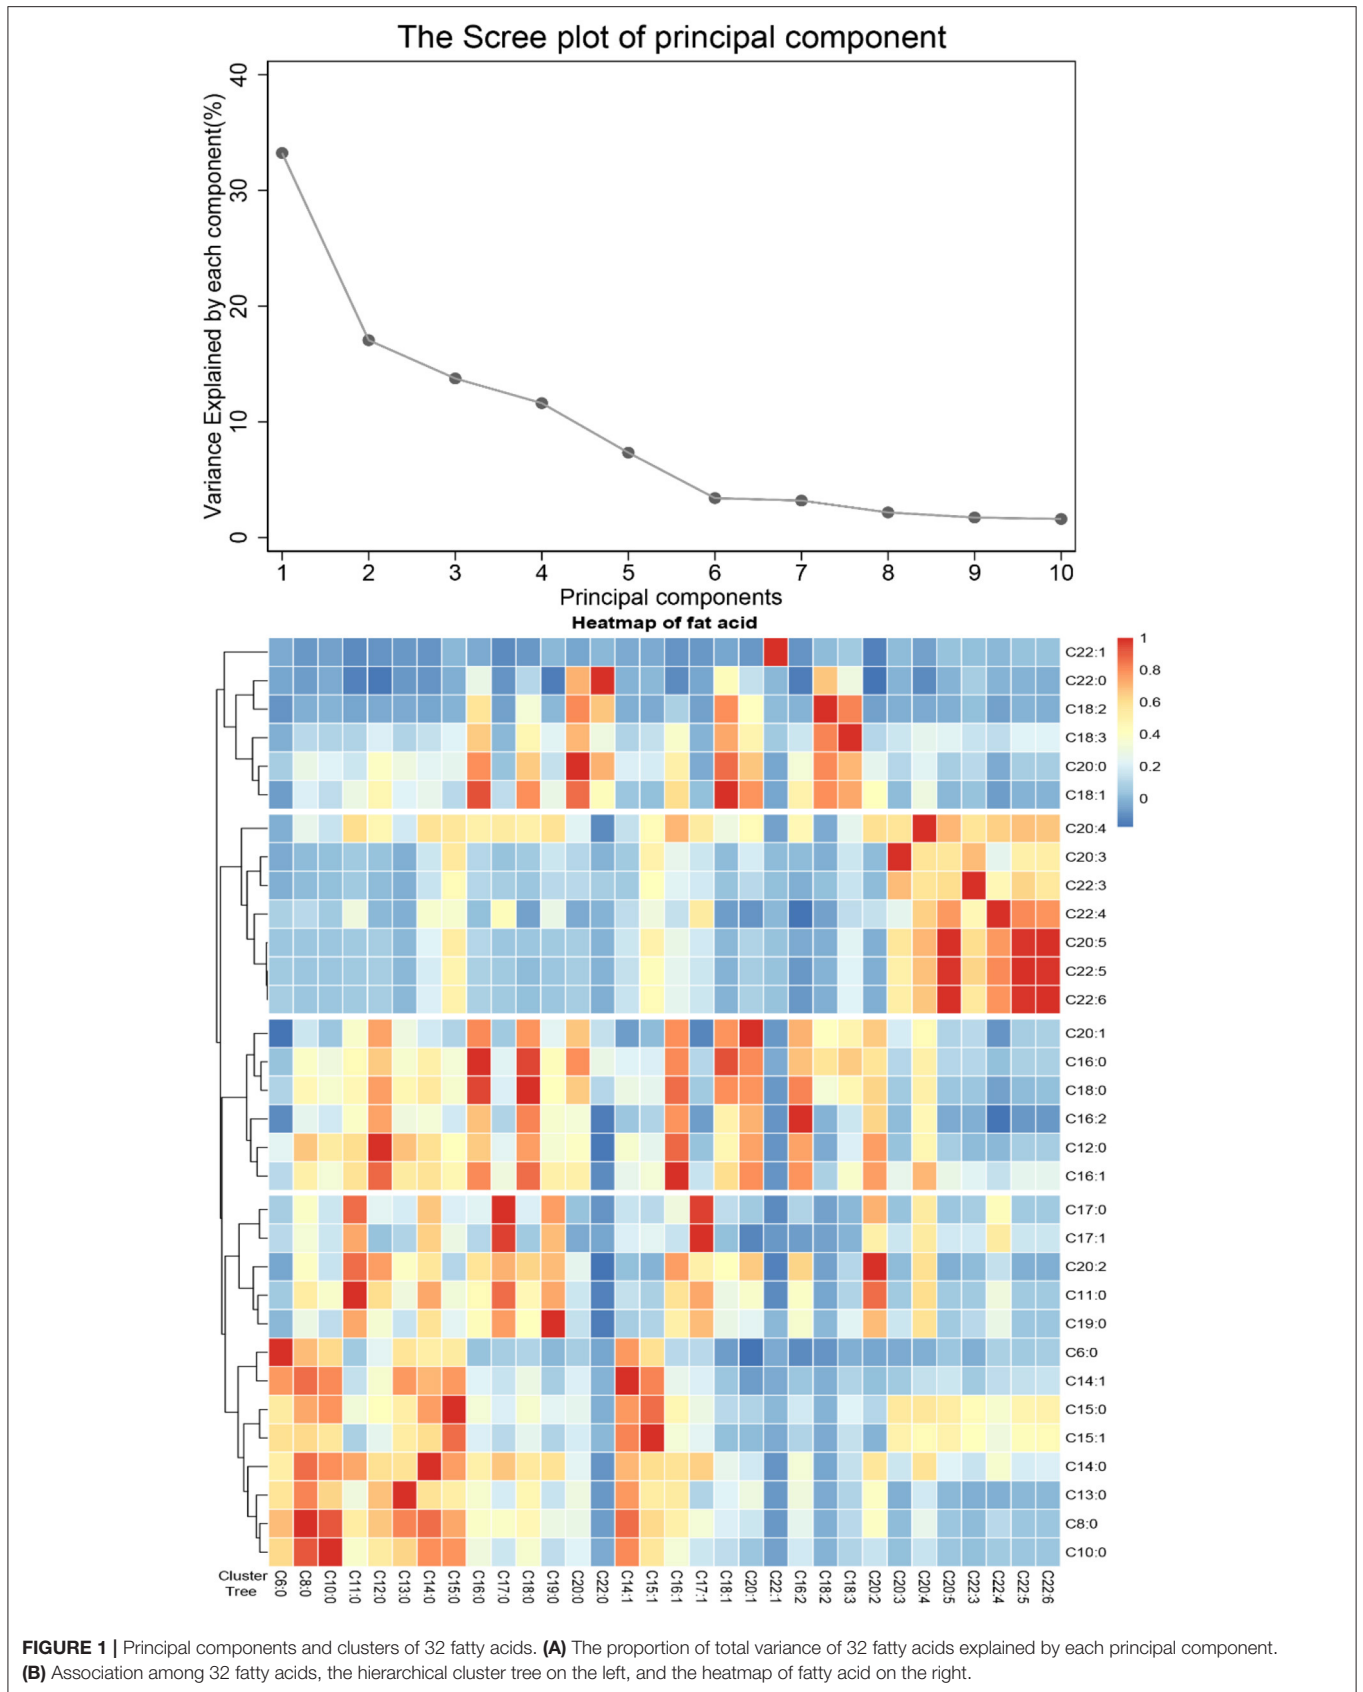 The Scree plot of principal component
Variance Explained by each component(%)
40
30
20
10
0
1 2 3 4 5 6 7 8 9 10
Principal components
Heatmap of fat acid
C22:1
C22:0
C18:2
C18:3
C20:0
C18:1
C20:4
C20:3
C22:3
C22:4
C20:5
C22:5
C22:6
C20:1
C16:0
C18:0
C16:2
C12:0
C16:1
C17:0
C17:1
C20:2
C11:0
C19:0
C6:0
C14:1
C15:0
C15:1
C14:0
C13:0
C8:0
C10:0
1
0.8
0.6
0.4
0.2
0
Cluster
Tree
C6:0 C8:0 C10:0 C11:0 C12:0 C13:0 C14:0 C15:0 C16:0 C17:0 C18:0 C19:0 C20:0 C22:0 C14:1 C15:1 C16:1 C17:1 C18:1 C20:1 C22:1 C16:2 C18:2 C18:3 C20:2 C20:3 C20:4 C20:5 C22:3 C22:4 C22:5 C22:6
FIGURE 1 | Principal components and clusters of 32 fatty acids. (A) The proportion of total variance of 32 fatty acids explained by each principal component.
(B) Association among 32 fatty acids, the hierarchical cluster tree on the left, and the heatmap of fatty acid on the right.